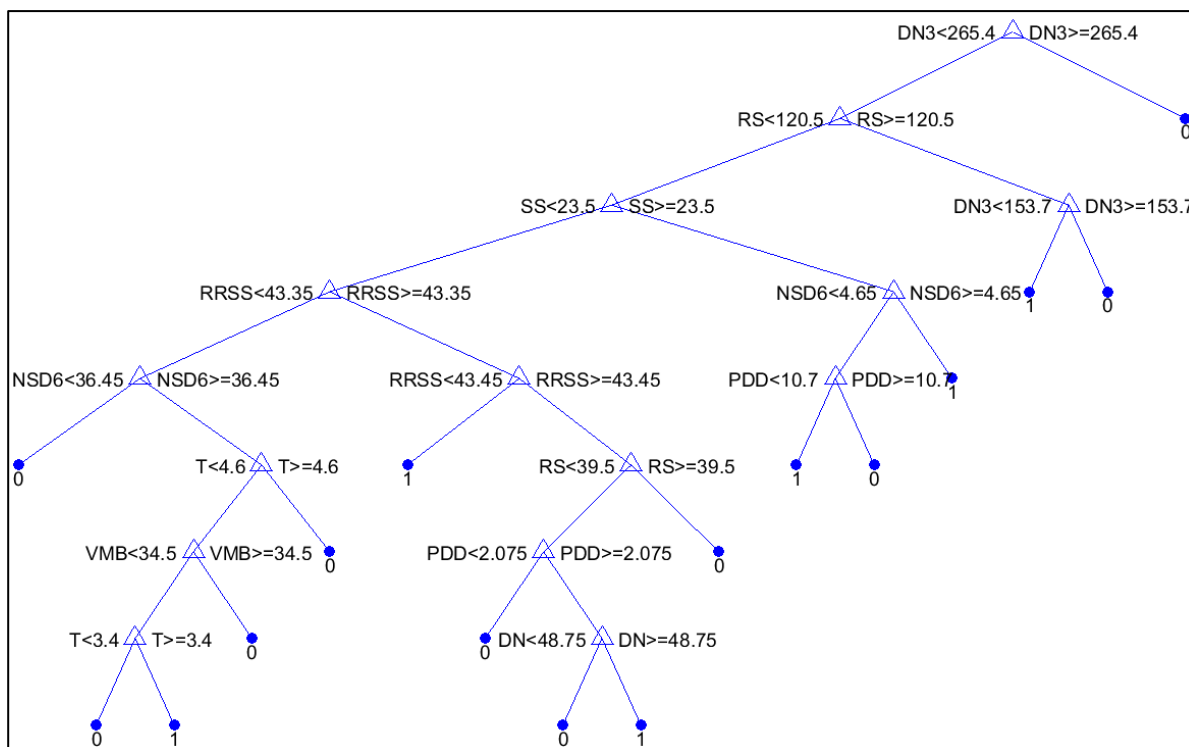 DN3<265.4 DN3>=265.4
RS<120.5 RS>=120.5
0
SS<23.5 SS>=23.5
DN3<153.7 DN3>=153.7
RRSS<43.35 RRSS>=43.35
NSD6<4.65 NSD6>=4.65
1 0
NSD6<36.45 NSD6>=36.45
RRSS<43.45 RRSS>=43.45
PDD<10.7 PDD>=10.7
1
0
T<4.6 T>=4.6
1
RS<39.5 RS>=39.5
1 0
VMB<34.5 VMB>=34.5
0
PDD<2.075 PDD>=2.075
0
T<3.4 T>=3.4
0
0
DN<48.75 DN>=48.75
0 1
0 1